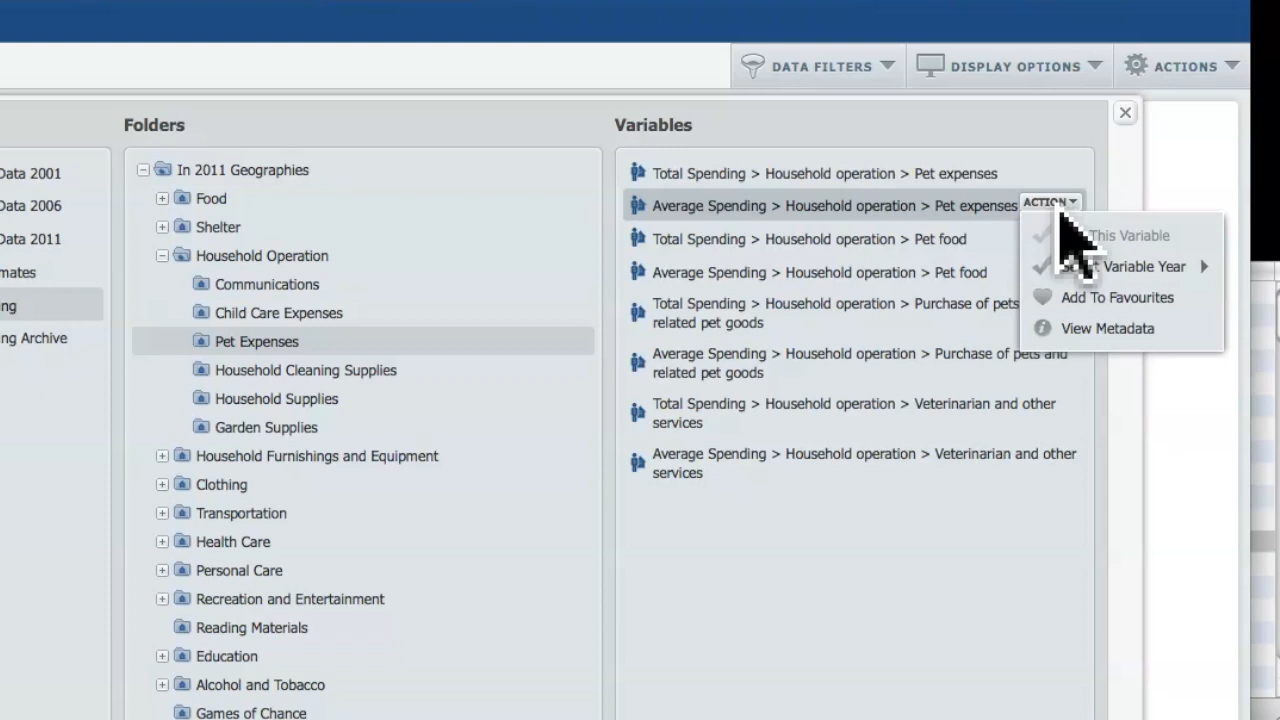 DATA FILTERS
DISPLAY OPTIONS
ACTIONS
Folders
Variables
Data 2001
Data 2006
Data 2011
mates
ng
ng Archive
In 2011 Geographies
Food
Shelter
Household Operation
Communications
Child Care Expenses
Pet Expenses
Household Cleaning Supplies
Household Supplies
Garden Supplies
Household Furnishings and Equipment
Clothing
Transportation
Health Care
Personal Care
Recreation and Entertainment
Reading Materials
Education
Alcohol and Tobacco
Games of Chance
Total Spending > Household operation > Pet expenses
Average Spending > Household operation > Pet expenses
Total Spending > Household operation > Pet food
Average Spending > Household operation > Pet food
Total Spending > Household operation > Purchase of pets
related pet goods
Average Spending > Household operation > Purchase of pets and
related pet goods
Total Spending > Household operation > Veterinarian and other
services
Average Spending > Household operation > Veterinarian and other
services
ACTION
This Variable
Variable Year
Add To Favourites
View Metadata